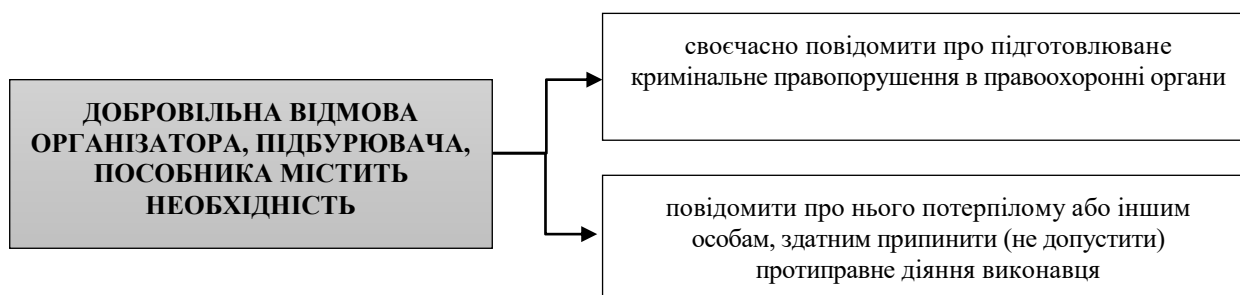 ДОБРОВІЛЬНА ВІДМОВА
ОРГАНІЗАТОРА, ПІДБУРЮВАЧА,
ПОСОБНИКА МІСТИТЬ
НЕОБХІДНІСТЬ
своєчасно повідомити про підготовлюване
кримінальне правопорушення в правоохоронні органи
повідомити про нього потерпілому або іншим
особам, здатним припинити (не допустити)
протиправне діяння виконавця